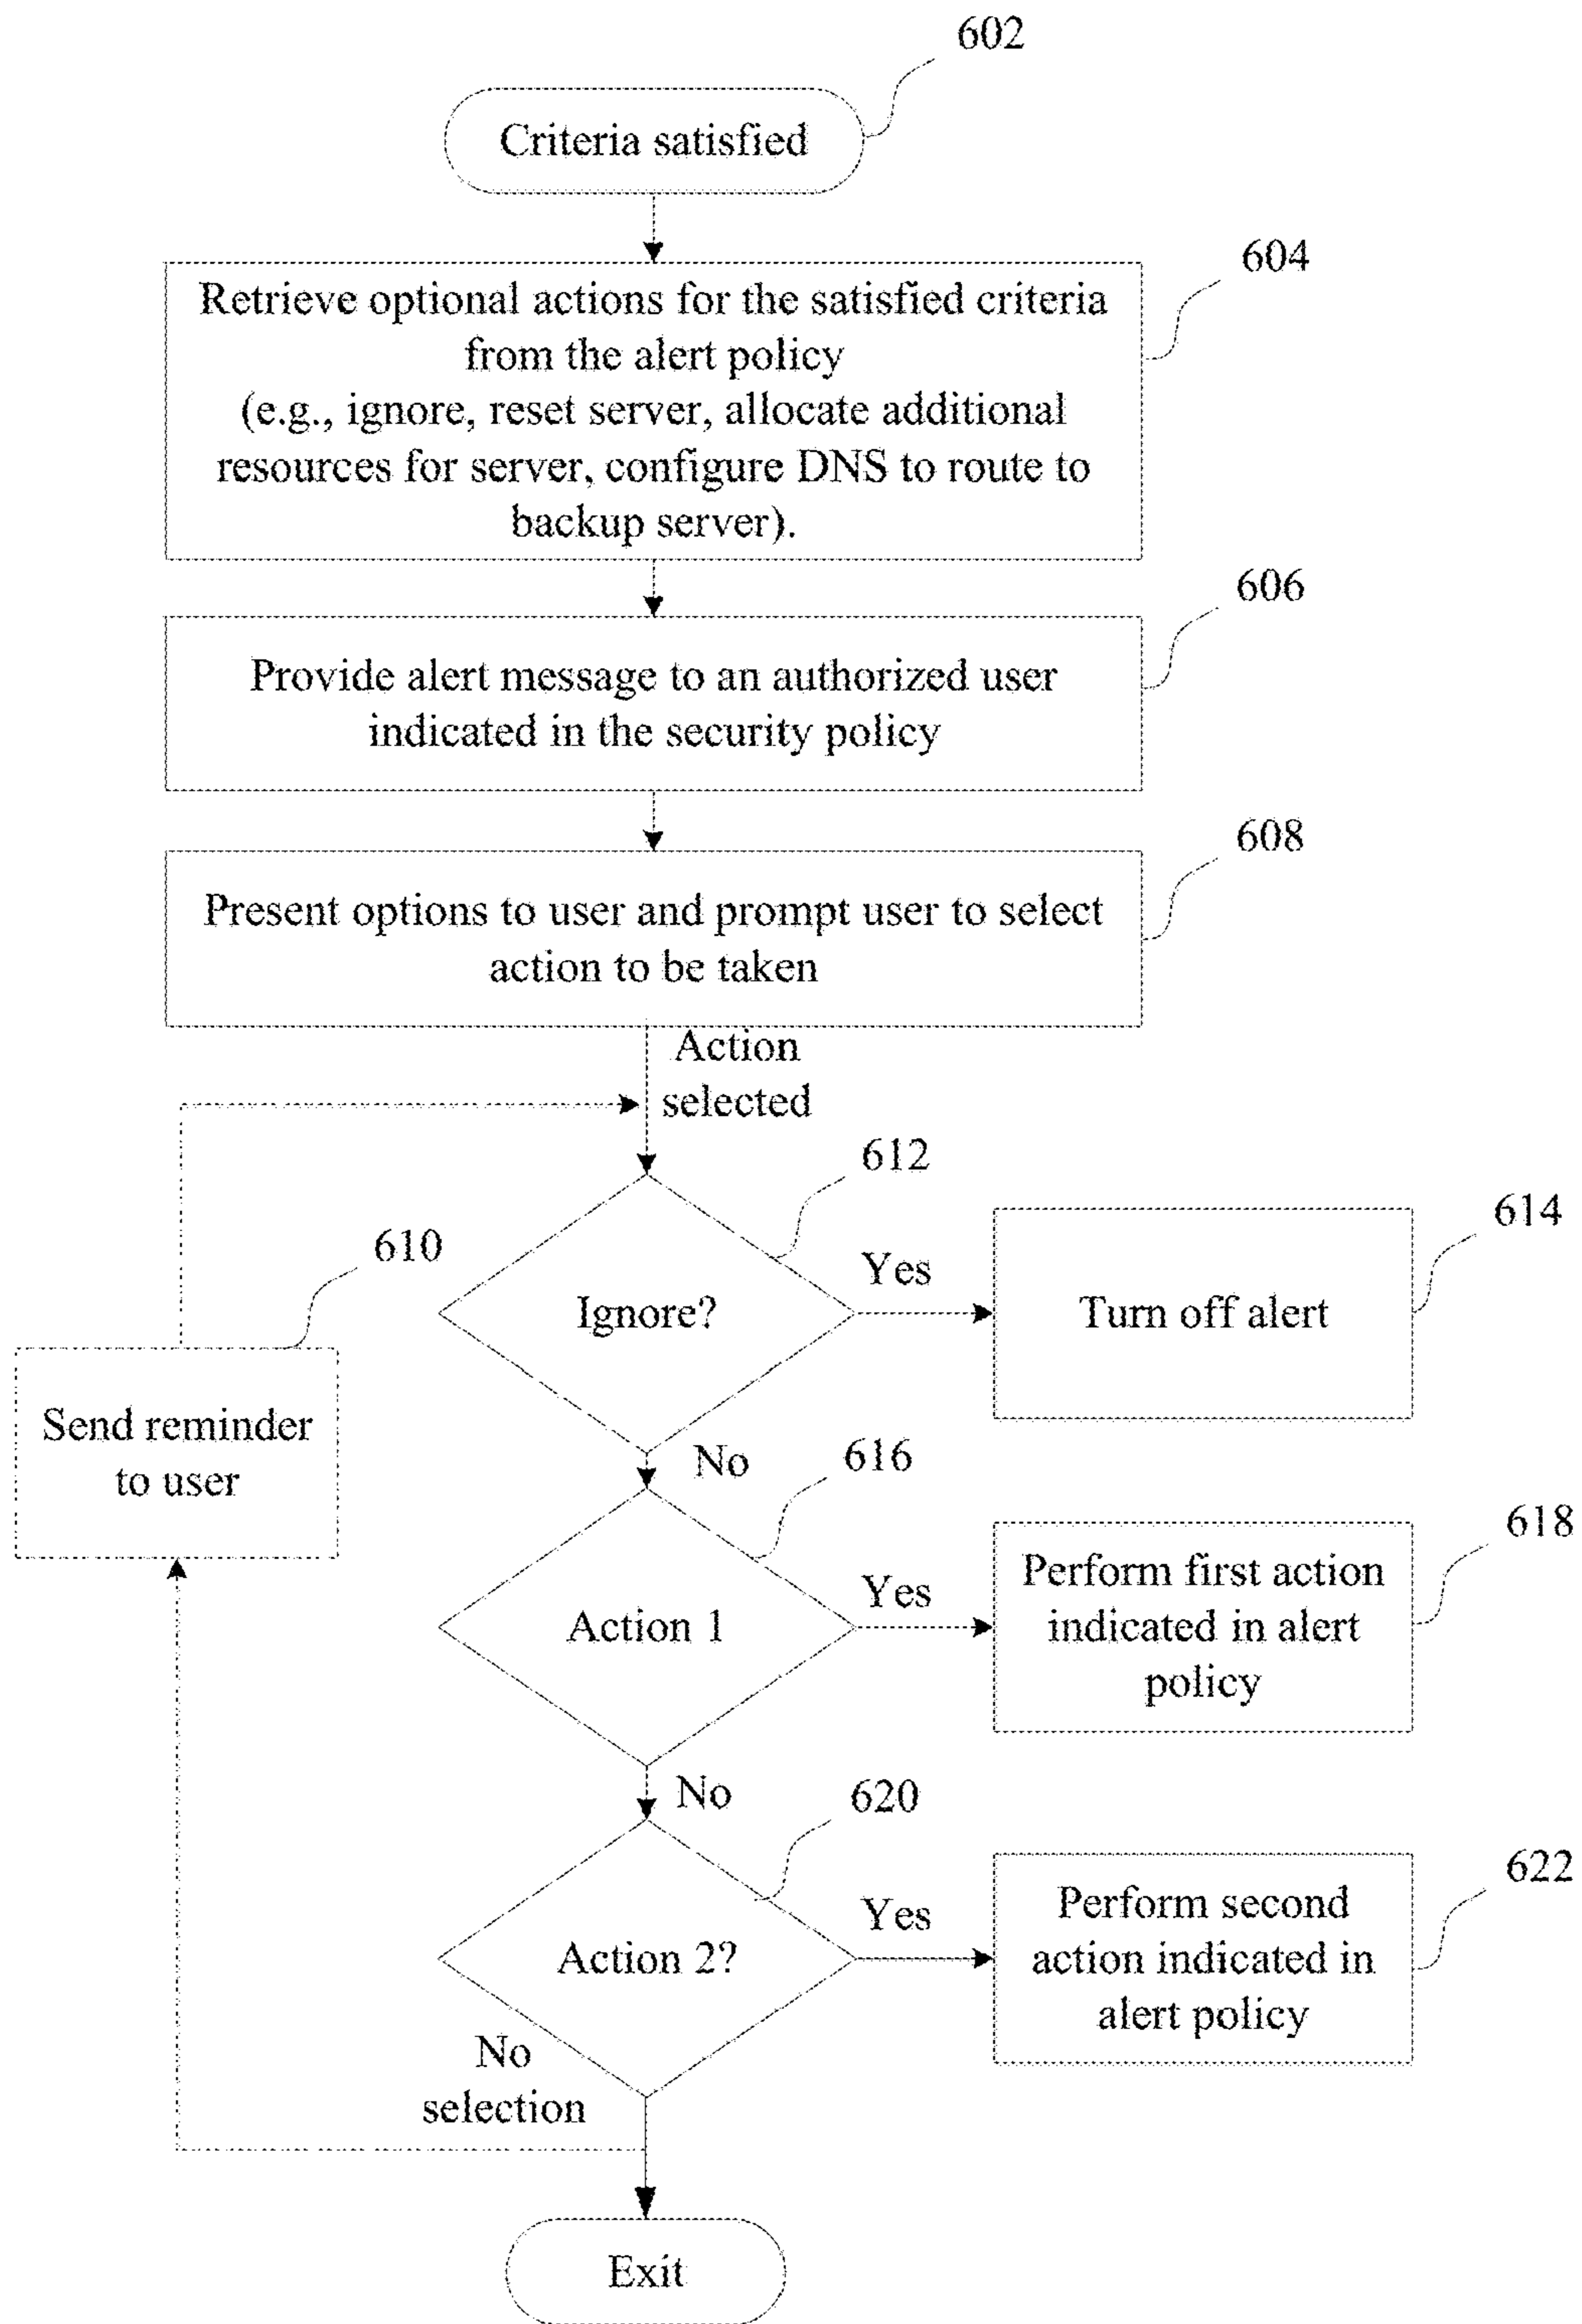 602
Criteria satisfied
604
Retrieve optional actions for the satisfied criteria
from the alert policy
(e.g., ignore, reset server, allocate additional
resources for server, configure DNS to route to
backup server).
606
Provide alert message to an authorized user
indicated in the security policy
608
Present options to user and prompt user to select
action to be taken
Action
selected
612
Ignore?
Yes
614
Turn off alert
610
Send reminder
to user
No
616
Action 1
Yes
618
Perform first action
indicated in alert
policy
No
620
Action 2?
Yes
622
Perform second
action indicated in
alert policy
No
selection
Exit